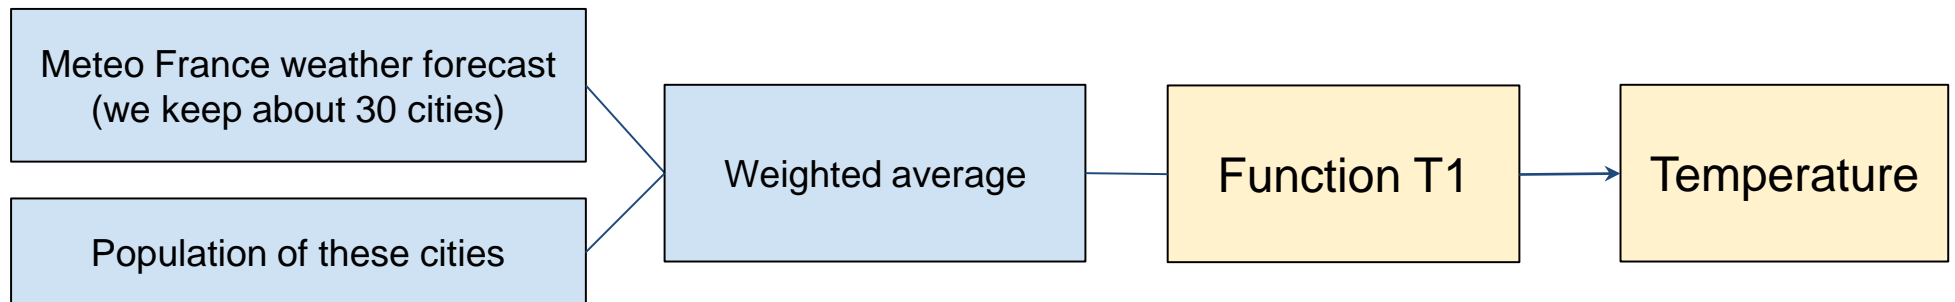 Meteo France weather forecast
(we keep about 30 cities)
Population of these cities
Weighted average
Function T1
Temperature